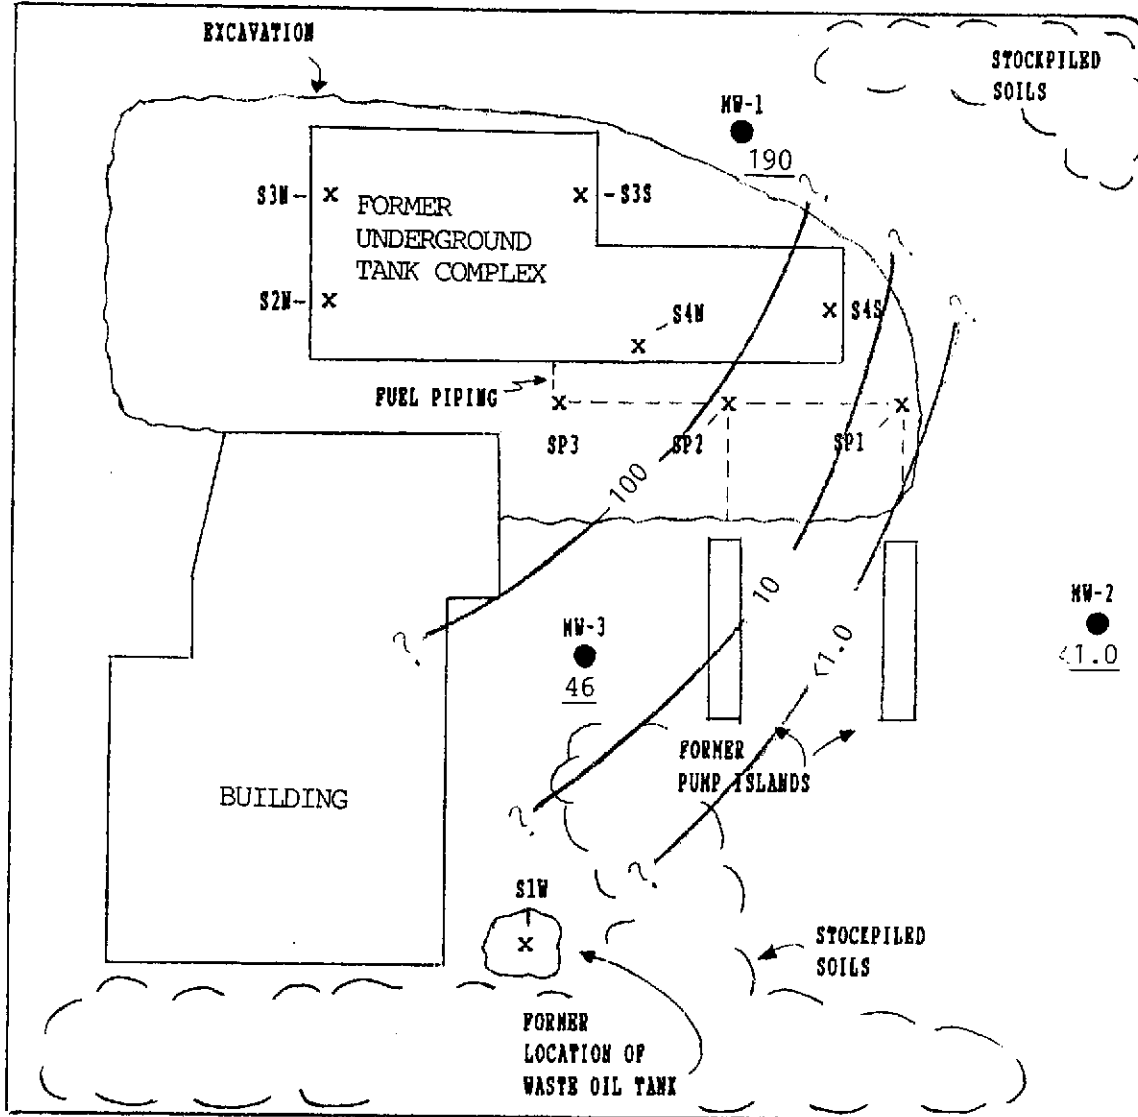 EXCAVATION
STOCKPILED
SOILS
MW-1
190
?
S3N
FORMER
UNDERGROUND
TANK COMPLEX
S3S
?
S2N
S4N
S4S
?
FUEL PIPING
SP3
SP2
SP1
100
10
<1.0
?
MW-3
46
MW-2
<1.0
FORMER
PUMP ISLANDS
BUILDING
?
?
S1W
STOCKPILED
SOILS
FORMER
LOCATION OF
WASTE OIL TANK